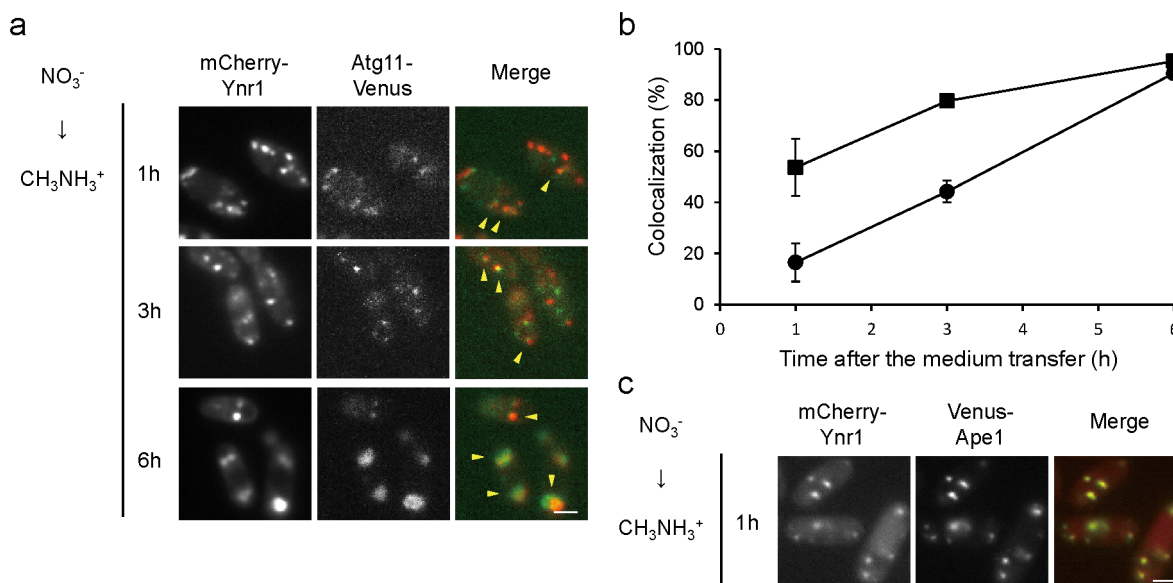 a
mCherry-
Ynr1
Atg11-
Venus
Merge
NO₃⁻
↓
CH₃NH₃⁺
1h
3h
6h
b
Colocalization (%)
100
80
60
40
20
0
0
1
2
3
4
5
6
Time after the medium transfer (h)
c
mCherry-
Ynr1
Venus-
Ape1
Merge
NO₃⁻
↓
CH₃NH₃⁺
1h